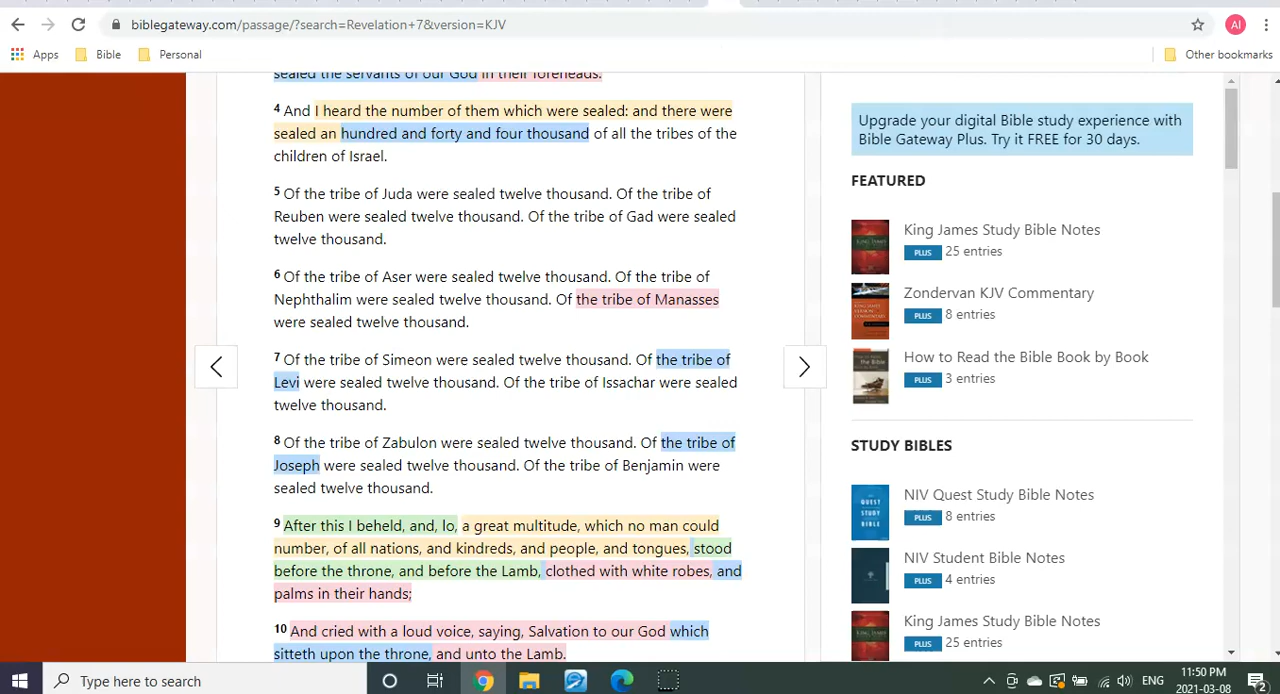 biblegateway.com/passage/?search=Revelation+7&version=KJV
AI
Apps
Bible
Personal
Other bookmarks
sealed the servants of our God in their foreheads.
4 And I heard the number of them which were sealed: and there were
sealed an hundred and forty and four thousand of all the tribes of the
children of Israel.
5 Of the tribe of Juda were sealed twelve thousand. Of the tribe of
Reuben were sealed twelve thousand. Of the tribe of Gad were sealed
twelve thousand.
6 Of the tribe of Aser were sealed twelve thousand. Of the tribe of
Nephthalim were sealed twelve thousand. Of the tribe of Manasses
were sealed twelve thousand.
7 Of the tribe of Simeon were sealed twelve thousand. Of the tribe of
Levi were sealed twelve thousand. Of the tribe of Issachar were sealed
twelve thousand.
8 Of the tribe of Zabulon were sealed twelve thousand. Of the tribe of
Joseph were sealed twelve thousand. Of the tribe of Benjamin were
sealed twelve thousand.
9 After this I beheld, and, lo, a great multitude, which no man could
number, of all nations, and kindreds, and people, and tongues, stood
before the throne, and before the Lamb, clothed with white robes, and
palms in their hands;
10 And cried with a loud voice, saying, Salvation to our God which
sitteth upon the throne, and unto the Lamb.
Upgrade your digital Bible study experience with
Bible Gateway Plus. Try it FREE for 30 days.
FEATURED
King James Study Bible Notes
PLUS 25 entries
Zondervan KJV Commentary
PLUS 8 entries
How to Read the Bible Book by Book
PLUS 3 entries
STUDY BIBLES
NIV Quest Study Bible Notes
PLUS 8 entries
NIV Student Bible Notes
PLUS 4 entries
King James Study Bible Notes
PLUS 25 entries
Type here to search
ENG
11:50 PM
2021-03-08
2